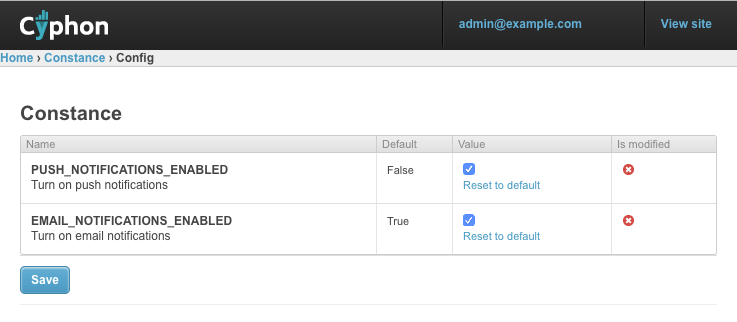 Cyphon
admin@example.com
View site
Home › Constance › Config
Constance
Name Default Value Is modified
PUSH_NOTIFICATIONS_ENABLED False
Turn on push notifications Reset to default
EMAIL_NOTIFICATIONS_ENABLED True
Turn on email notifications Reset to default
Save